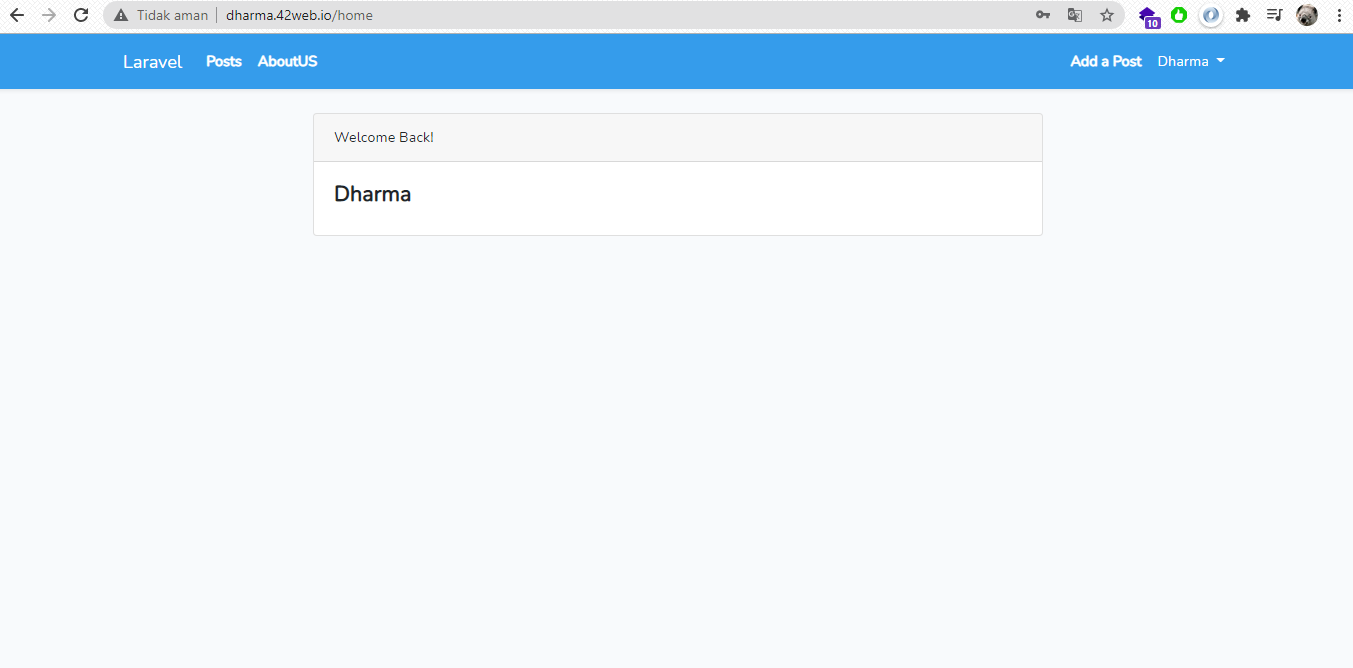 Tidak aman | dharma.42web.io/home
10
Laravel Posts AboutUS Add a Post Dharma
Welcome Back!
Dharma